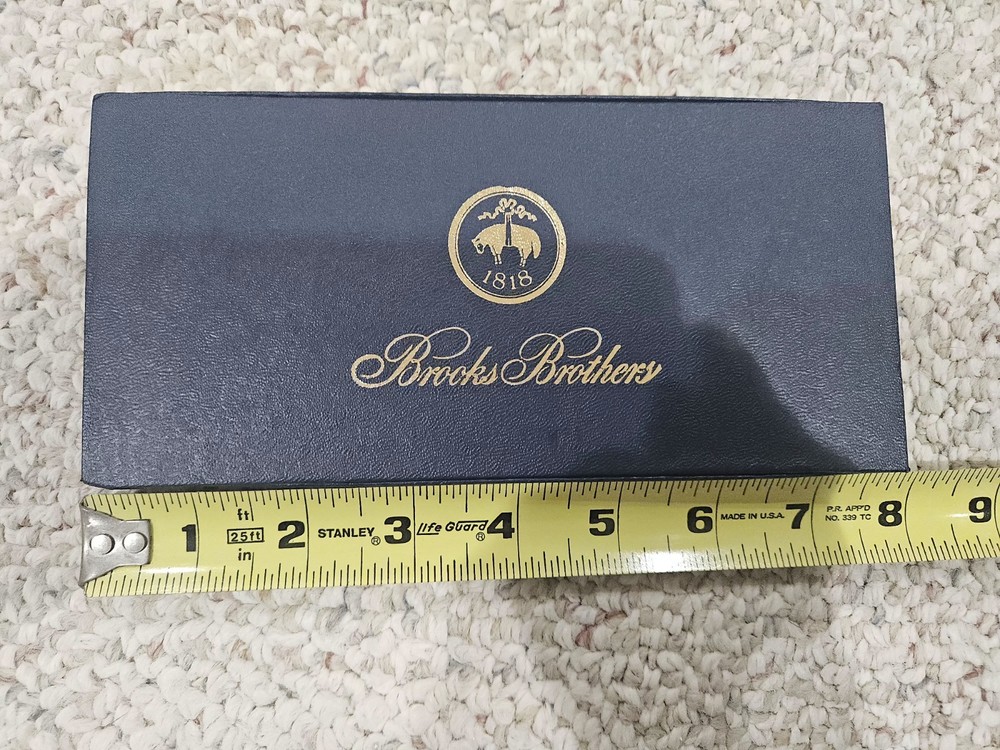 1818
Brooks Brothers
ft
1 25ft 2 STANLEY® 3 life Guard® 4 5 6 MADE IN U.S.A. 7 P.R. APP'D 8 9
in
NO. 339 TC